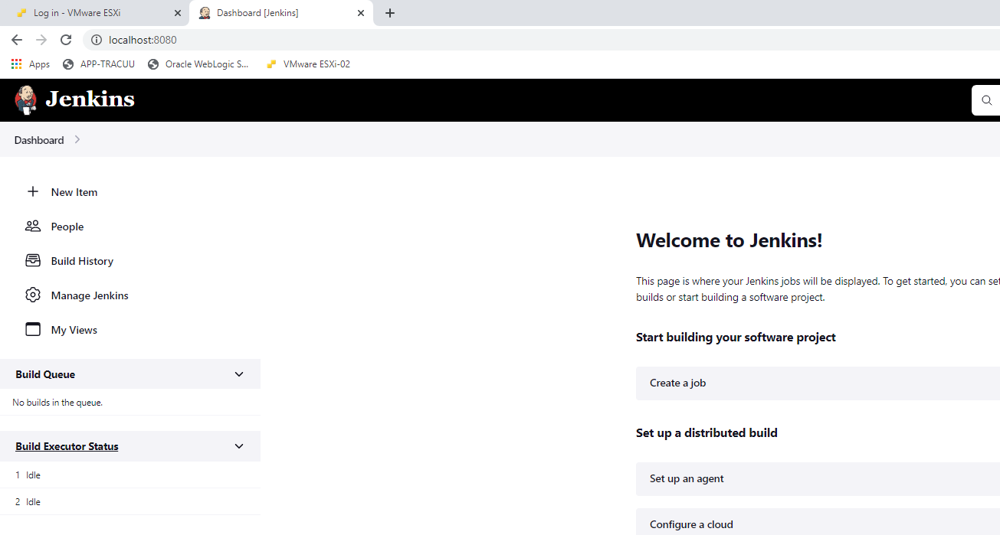 Log in - VMware ESXi
Dashboard [Jenkins]
localhost:8080
Apps
APP-TRACUU
Oracle WebLogic S...
VMware ESXi-02
Jenkins
Dashboard
New Item
People
Build History
Manage Jenkins
My Views
Build Queue
No builds in the queue.
Build Executor Status
1 Idle
2 Idle
Welcome to Jenkins!
This page is where your Jenkins jobs will be displayed. To get started, you can set
builds or start building a software project.
Start building your software project
Create a job
Set up a distributed build
Set up an agent
Configure a cloud